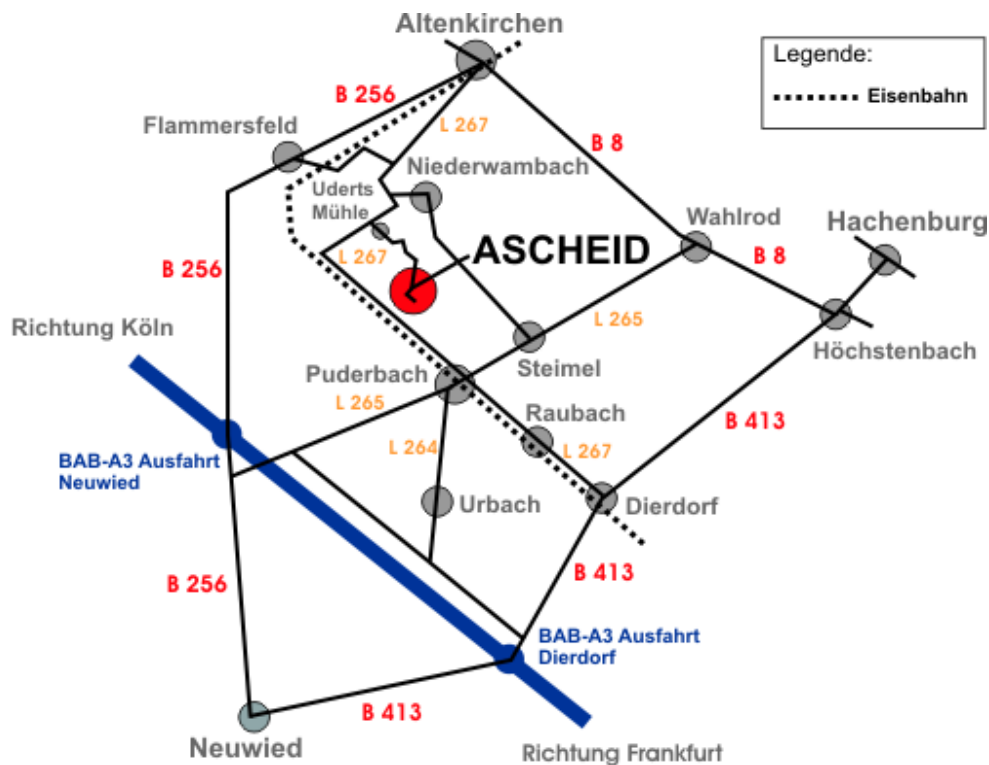 Altenkirchen
Legende:
Eisenbahn
B 256
L 267
Flammersfeld
B 8
Niederwambach
Uderts
Mühle
Wahlrod
Hachenburg
ASCHEID
L 267
B 8
B 256
L 265
Richtung Köln
Steimel
Höchstenbach
Puderbach
L 265
Raubach
B 413
L 264
L 267
BAB-A3 Ausfahrt
Neuwied
Urbach
Dierdorf
B 413
B 256
BAB-A3 Ausfahrt
Dierdorf
B 413
Neuwied
Richtung Frankfurt